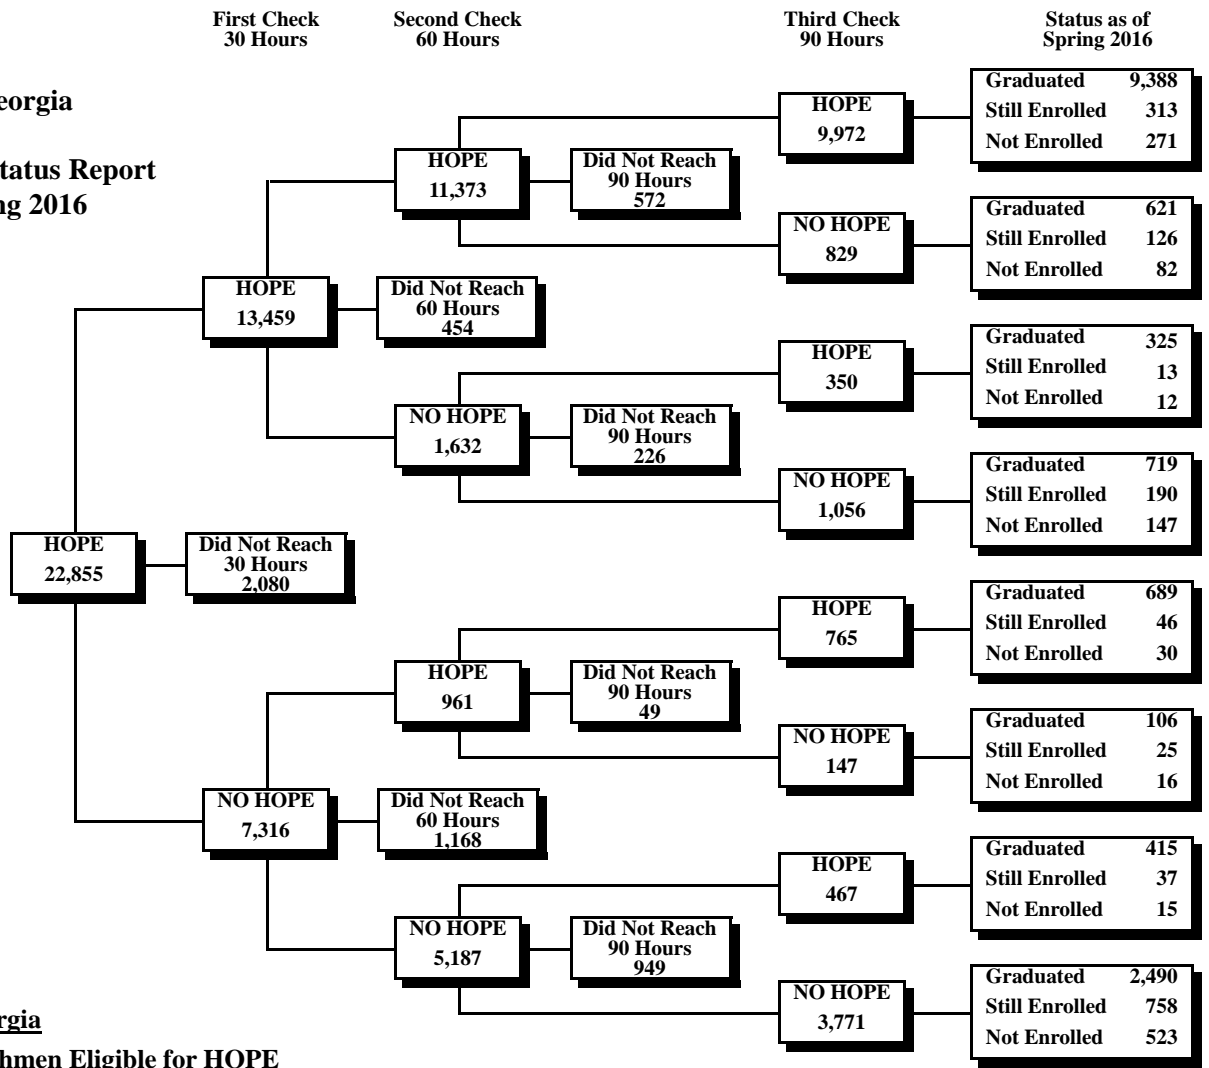 First Check
30 Hours
Second Check
60 Hours
Third Check
90 Hours
Status as of
Spring 2016
eorgia
tatus Report
ng 2016
HOPE
22,855
Did Not Reach
30 Hours
2,080
HOPE
13,459
Did Not Reach
60 Hours
454
HOPE
11,373
Did Not Reach
90 Hours
572
HOPE
9,972
Graduated 9,388
Still Enrolled 313
Not Enrolled 271
NO HOPE
829
Graduated 621
Still Enrolled 126
Not Enrolled 82
NO HOPE
1,632
Did Not Reach
90 Hours
226
HOPE
350
Graduated 325
Still Enrolled 13
Not Enrolled 12
NO HOPE
1,056
Graduated 719
Still Enrolled 190
Not Enrolled 147
NO HOPE
7,316
Did Not Reach
60 Hours
1,168
HOPE
961
Did Not Reach
90 Hours
49
HOPE
765
Graduated 689
Still Enrolled 46
Not Enrolled 30
NO HOPE
147
Graduated 106
Still Enrolled 25
Not Enrolled 16
NO HOPE
5,187
Did Not Reach
90 Hours
949
HOPE
467
Graduated 415
Still Enrolled 37
Not Enrolled 15
NO HOPE
3,771
Graduated 2,490
Still Enrolled 758
Not Enrolled 523
rgia
hmen Eligible for HOPE